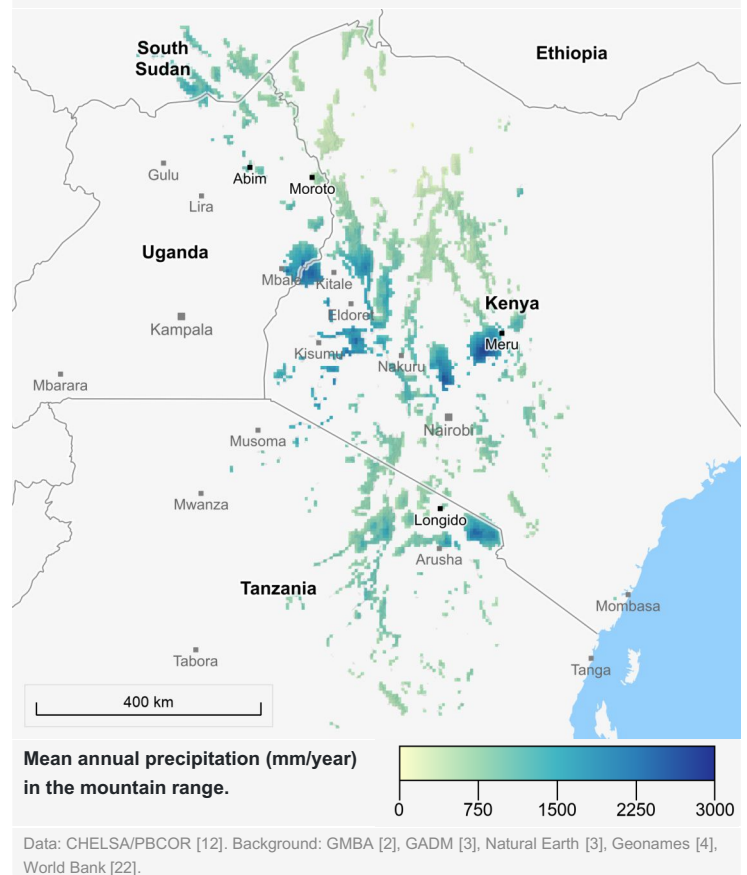 South
Sudan
Ethiopia
Gulu
Abim
Moroto
Lira
Uganda
Mbale
Kitale
Eldoret
Kenya
Kampala
Kisumu
Meru
Nakuru
Mbarara
Nairobi
Musoma
Mwanza
Longido
Arusha
Tanzania
Mombasa
Tabora
Tanga
400 km
Mean annual precipitation (mm/year)
in the mountain range.
0 750 1500 2250 3000
Data: CHELSA/PBCOR [12]. Background: GMBA [2], GADM [3], Natural Earth [3], Geonames [4],
World Bank [22].